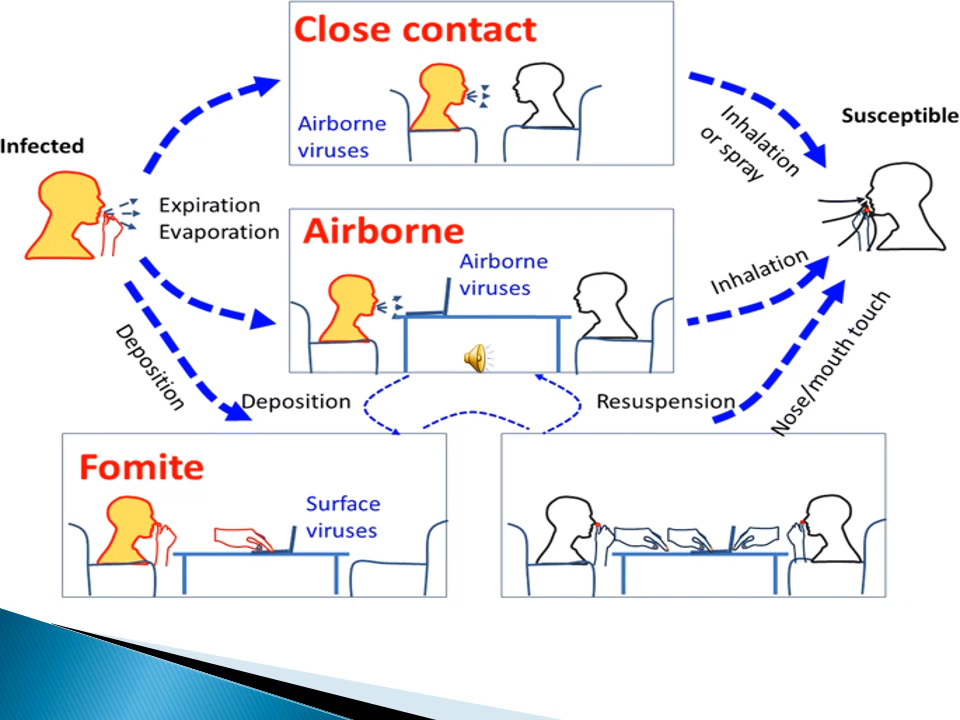 Close contact
Airborne
viruses
Infected
Susceptible
Inhalation
or spray
Expiration
Evaporation
Airborne
Airborne
viruses
Inhalation
Deposition
Deposition
Resuspension
Nose/mouth touch
Fomite
Surface
viruses